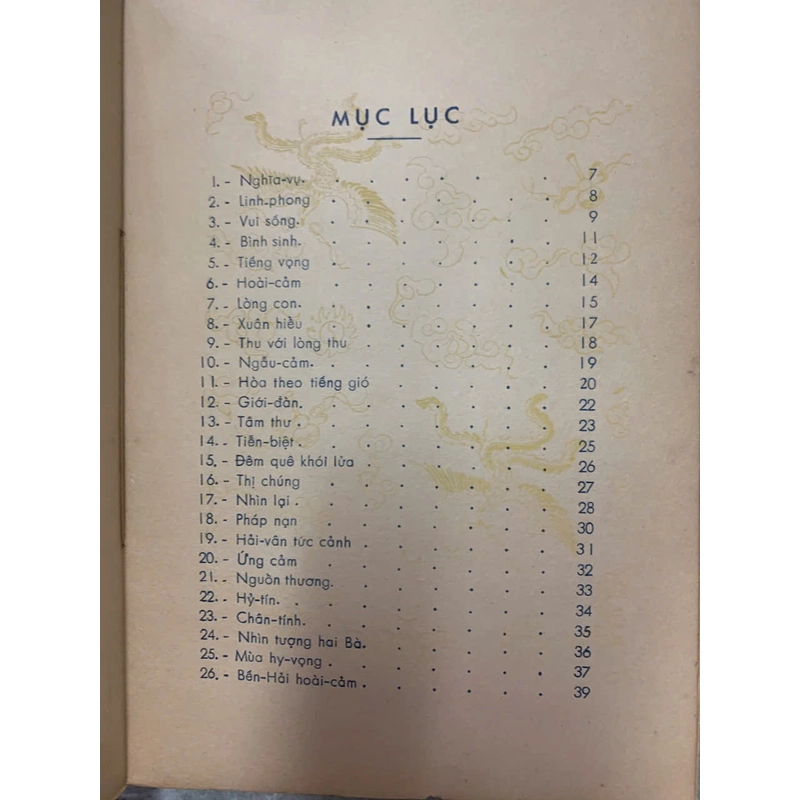 MỤC LỤC
1. - Nghĩa-vụ. . . . . . . 7
2. - Linh-phong . . . . . . . 8
3. - Vui sống. . . . . . . 9
4. - Bình sinh. . . . . . . 11
5. - Tiếng vọng . . . . . . . 12
6. - Hoài-cảm . . . . . . . 14
7. - Lòng con. . . . . . . 15
8. - Xuân hiểu . . . . . . . 17
9. - Thu với lòng thu . . . . . . 18
10. - Ngẫu-cảm. . . . . . . 19
11. - Hòa theo tiếng gió . . . . . 20
12. - Giới-đàn. . . . . . . . 22
13. - Tâm thư . . . . . . . . 23
14. - Tiễn-biệt . . . . . . . . 25
15. - Đêm quê khói lửa . . . . . . 26
16. - Thị chúng . . . . . . . 27
17. - Nhìn lại . . . . . . . . 28
18. - Pháp nạn . . . . . . . 30
19. - Hải-vân tức cảnh . . . . . . 31
20. - Ứng cảm . . . . . . . 32
21. - Nguồn thương. . . . . . . 33
22. - Hỷ-tín. . . . . . . . 34
23. - Chân-tính. . . . . . . 35
24. - Nhìn tượng hai Bà. . . . . . 36
25. - Mùa hy-vọng . . . . . . . 37
26. - Bến-Hải hoài-cảm . . . . . . 39